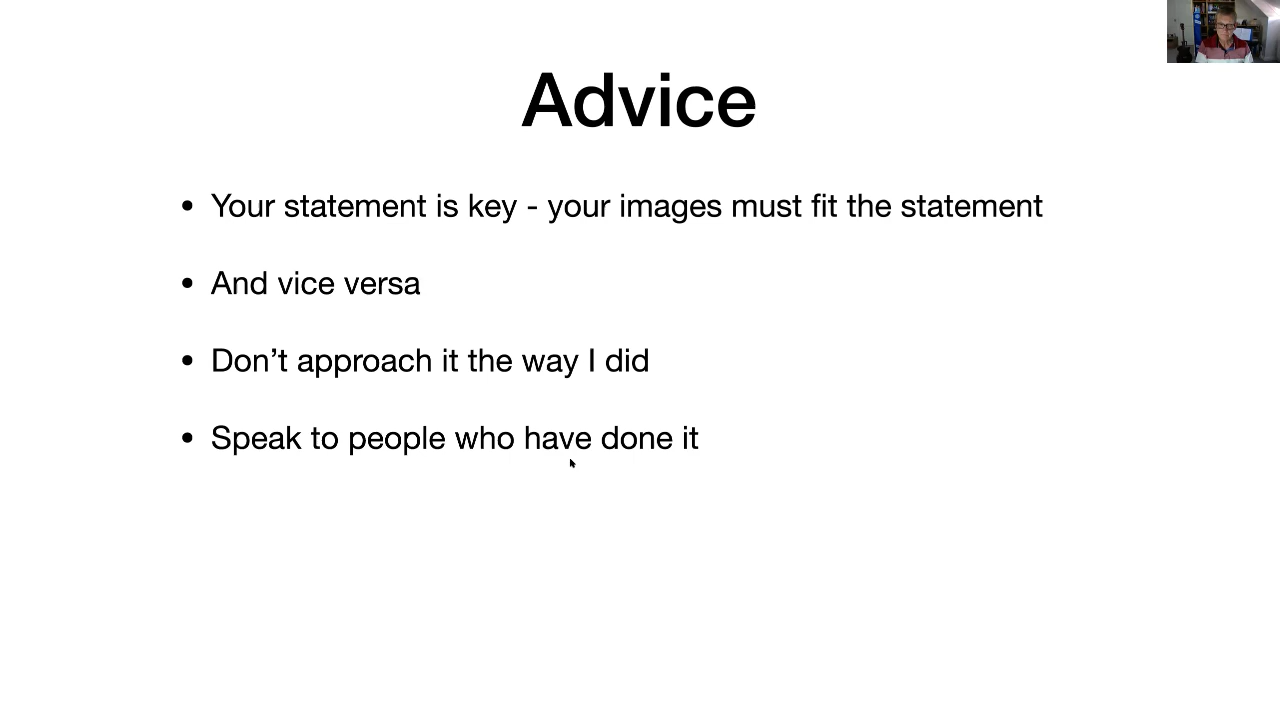 Advice
• Your statement is key - your images must fit the statement
• And vice versa
• Don’t approach it the way I did
• Speak to people who have done it